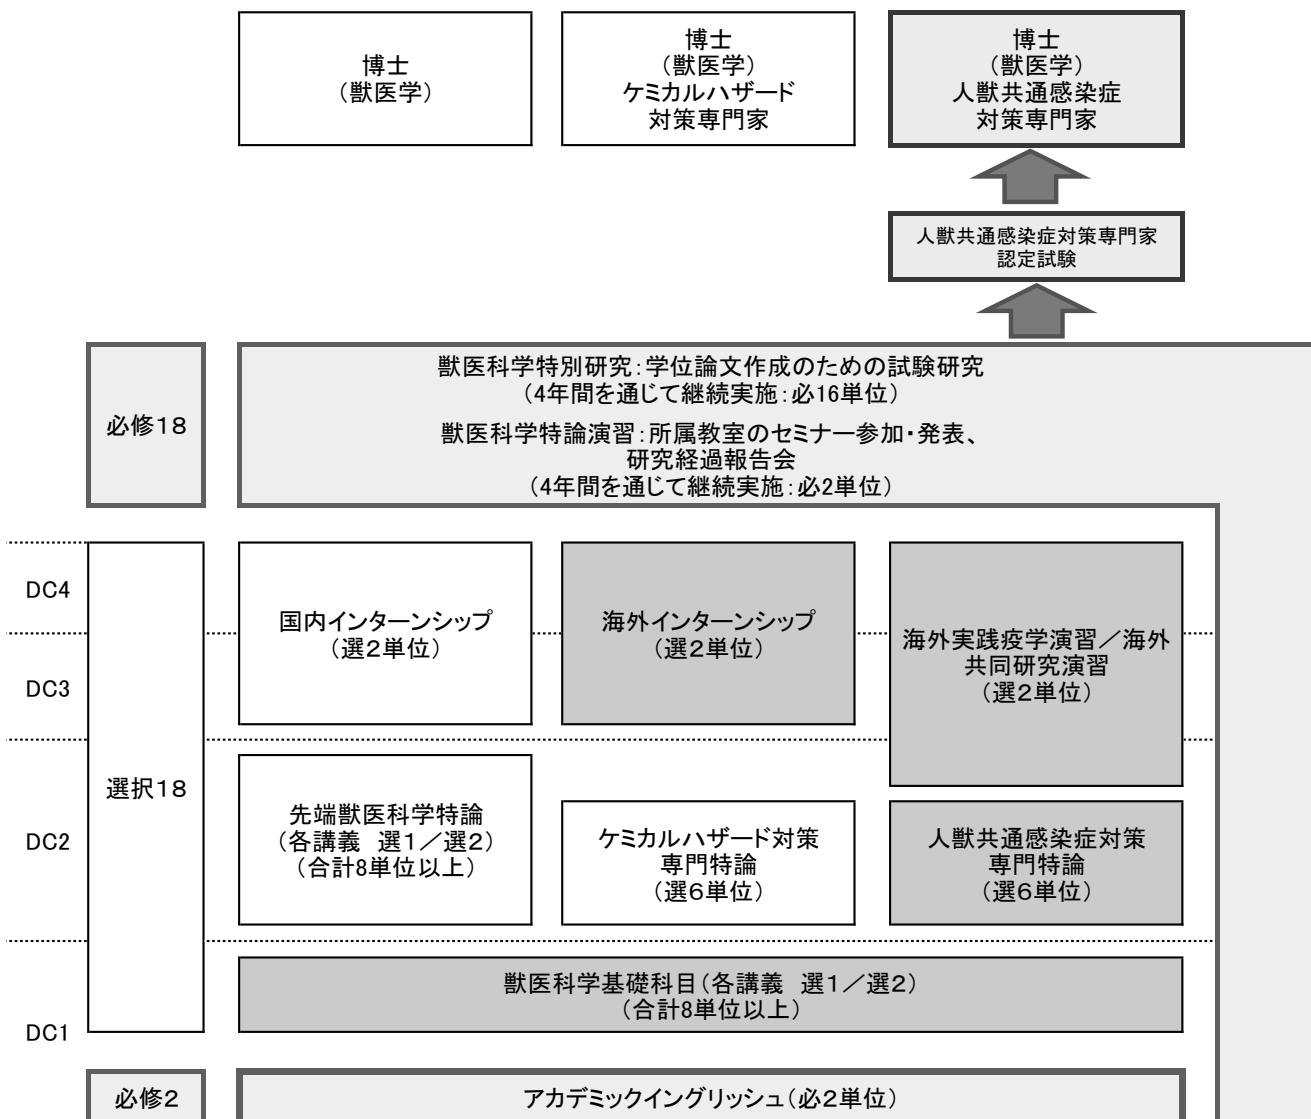 博士
（獣医学）
博士
（獣医学）
ケミカルハザード
対策専門家
博士
（獣医学）
人獣共通感染症
対策専門家
人獣共通感染症対策専門家
認定試験
必修１８
獣医科学特別研究：学位論文作成のための試験研究
（4年間を通じて継続実施：必16単位）
獣医科学特論演習：所属教室のセミナー参加・発表、
研究経過報告会
（4年間を通じて継続実施：必2単位）
DC4
DC3
選択１８
国内インターンシップ
（選２単位）
海外インターンシップ
（選２単位）
海外実践疫学演習／海外
共同研究演習
（選２単位）
DC2
先端獣医科学特論
（各講義　選１／選２）
（合計8単位以上）
ケミカルハザード対策
専門特論
（選６単位）
人獣共通感染症対策
専門特論
（選６単位）
DC1
獣医科学基礎科目（各講義　選１／選２）
（合計8単位以上）
必修２
アカデミックイングリッシュ（必２単位）